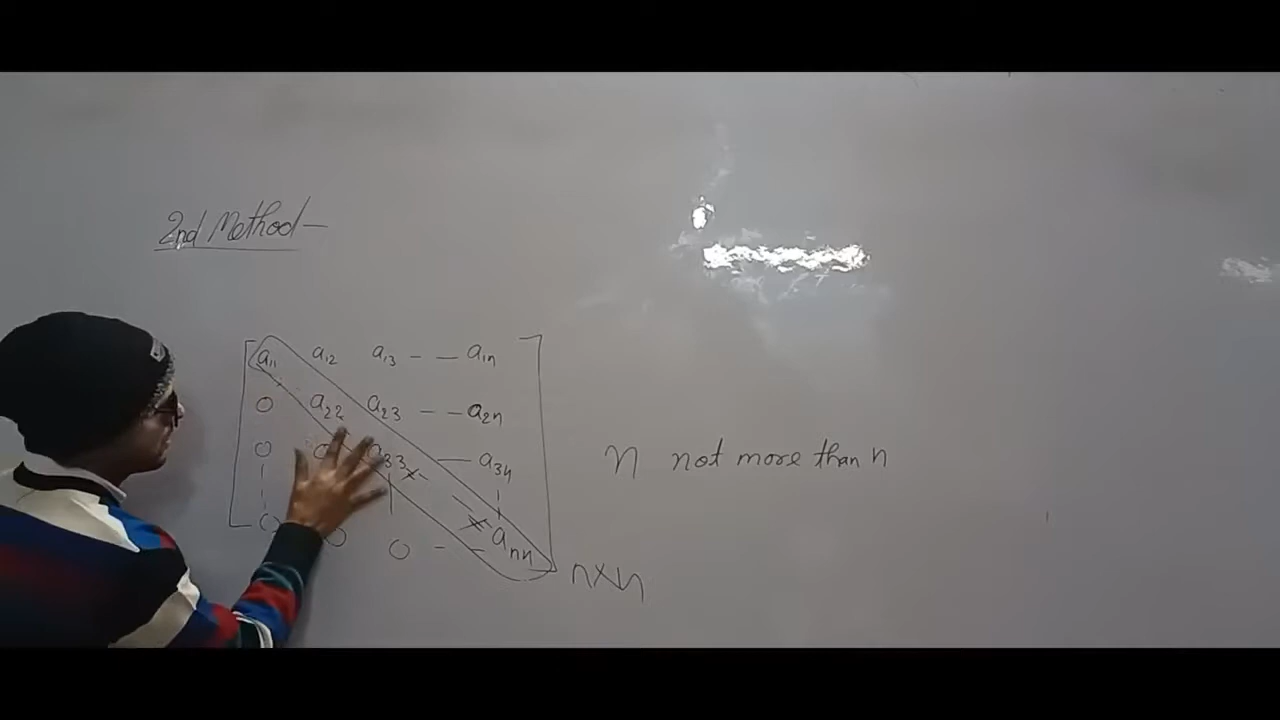 2nd Method -
a11 a12 a13 - - a1n
0 a22 a23 - - a2n
0 0 a33 - a3n
0 0 0 - - ann
n×n
n not more than n